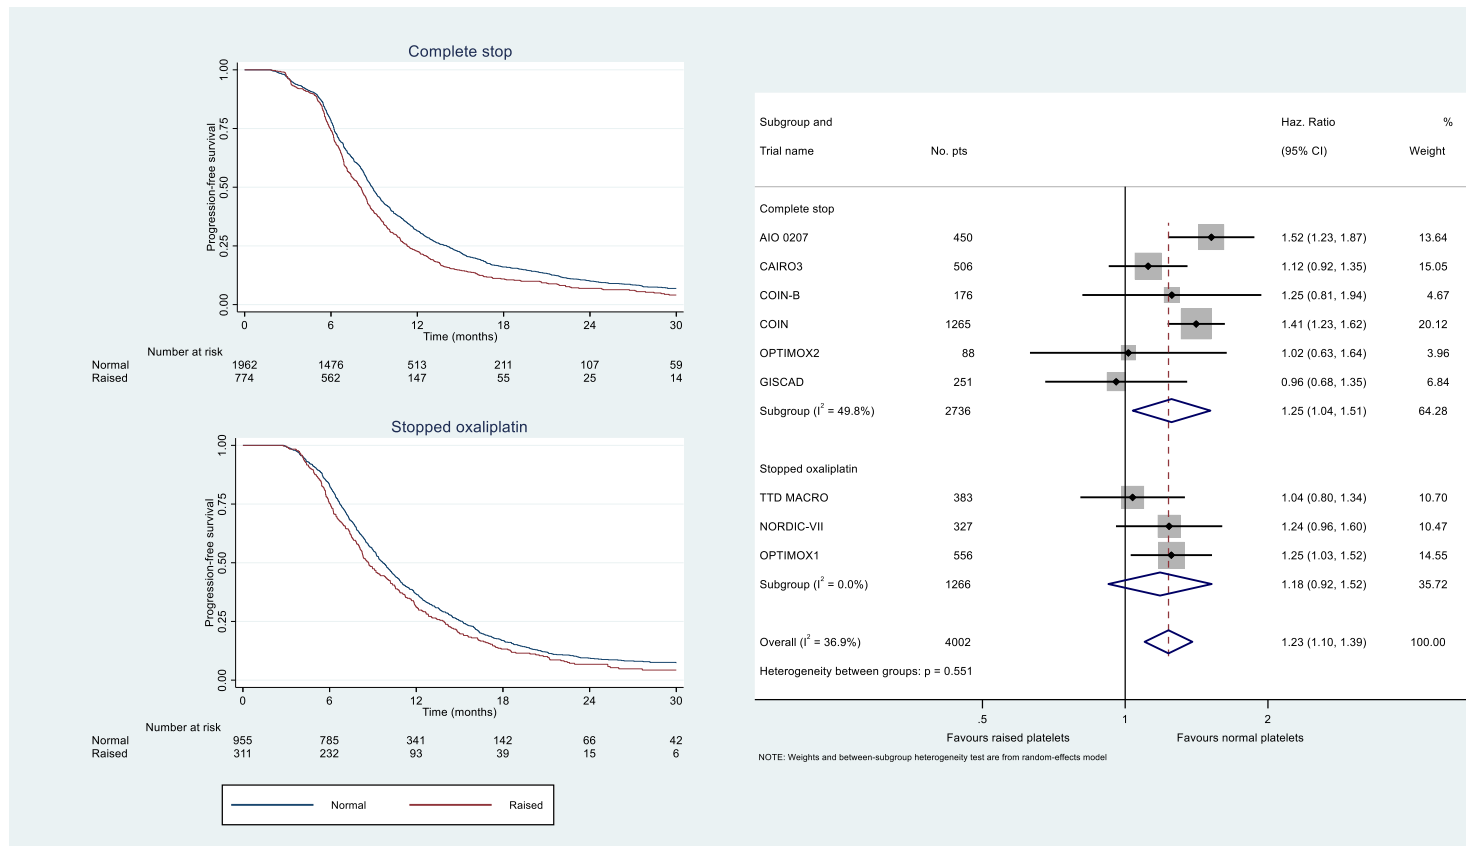 Complete stop
Progression-free survival
1.00
0.75
0.50
0.25
0.00
0 6 12 18 24 30
Time (months)
Number at risk
Normal 1962 1476 513 211 107 59
Raised 774 562 147 55 25 14
Stopped oxaliplatin
Progression-free survival
1.00
0.75
0.50
0.25
0.00
0 6 12 18 24 30
Time (months)
Number at risk
Normal 955 785 341 142 66 42
Raised 311 232 93 39 15 6
Normal Raised
Subgroup and Haz. Ratio %
Trial name No. pts (95% CI) Weight
Complete stop
AIO 0207 450 1.52 (1.23, 1.87) 13.64
CAIRO3 506 1.12 (0.92, 1.35) 15.05
COIN-B 176 1.25 (0.81, 1.94) 4.67
COIN 1265 1.41 (1.23, 1.62) 20.12
OPTIMOX2 88 1.02 (0.63, 1.64) 3.96
GISCAD 251 0.96 (0.68, 1.35) 6.84
Subgroup (I² = 49.8%) 2736 1.25 (1.04, 1.51) 64.28
Stopped oxaliplatin
TTD MACRO 383 1.04 (0.80, 1.34) 10.70
NORDIC-VII 327 1.24 (0.96, 1.60) 10.47
OPTIMOX1 556 1.25 (1.03, 1.52) 14.55
Subgroup (I² = 0.0%) 1266 1.18 (0.92, 1.52) 35.72
Overall (I² = 36.9%) 4002 1.23 (1.10, 1.39) 100.00
Heterogeneity between groups: p = 0.551
.5 1 2
Favours raised platelets Favours normal platelets
NOTE: Weights and between-subgroup heterogeneity test are from random-effects model